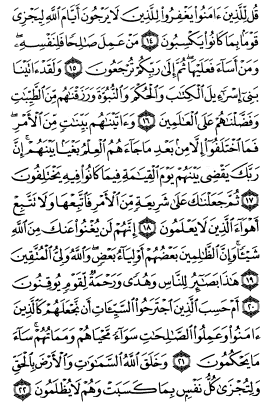 قُل لِّلَّذِينَ ءَامَنُوا۟ يَغْفِرُوا۟ لِلَّذِينَ لَا يَرْجُونَ أَيَّامَ ٱللَّهِ لِيَجْزِىَ
قَوْمًۢا بِمَا كَانُوا۟ يَكْسِبُونَ ١٤ مَنْ عَمِلَ صَٰلِحًا فَلِنَفْسِهِۦ ۖ
وَمَنْ أَسَآءَ فَعَلَيْهَا ۖ ثُمَّ إِلَىٰ رَبِّكُمْ تُرْجَعُونَ ١٥ وَلَقَدْ ءَاتَيْنَا
بَنِىٓ إِسْرَٰٓءِيلَ ٱلْكِتَٰبَ وَٱلْحُكْمَ وَٱلنُّبُوَّةَ وَرَزَقْنَٰهُم مِّنَ ٱلطَّيِّبَٰتِ
وَفَضَّلْنَٰهُمْ عَلَى ٱلْعَٰلَمِينَ ١٦ وَءَاتَيْنَٰهُم بَيِّنَٰتٍ مِّنَ ٱلْأَمْرِ ۖ
فَمَا ٱخْتَلَفُوٓا۟ إِلَّا مِنۢ بَعْدِ مَا جَآءَهُمُ ٱلْعِلْمُ بَغْيًۢا بَيْنَهُمْ ۚ إِنَّ
رَبَّكَ يَقْضِى بَيْنَهُمْ يَوْمَ ٱلْقِيَٰمَةِ فِيمَا كَانُوا۟ فِيهِ يَخْتَلِفُونَ
١٧ ثُمَّ جَعَلْنَٰكَ عَلَىٰ شَرِيعَةٍ مِّنَ ٱلْأَمْرِ فَٱتَّبِعْهَا وَلَا تَتَّبِعْ
أَهْوَآءَ ٱلَّذِينَ لَا يَعْلَمُونَ ١٨ إِنَّهُمْ لَن يُغْنُوا۟ عَنكَ مِنَ ٱللَّهِ
شَيْـًٔا ۚ وَإِنَّ ٱلظَّٰلِمِينَ بَعْضُهُمْ أَوْلِيَآءُ بَعْضٍ ۖ وَٱللَّهُ وَلِىُّ ٱلْمُتَّقِينَ
١٩ هَٰذَا بَصَٰٓئِرُ لِلنَّاسِ وَهُدًى وَرَحْمَةٌ لِّقَوْمٍ يُوقِنُونَ
٢٠ أَمْ حَسِبَ ٱلَّذِينَ ٱجْتَرَحُوا۟ ٱلسَّيِّـَٔاتِ أَن نَّجْعَلَهُمْ كَٱلَّذِينَ
ءَامَنُوا۟ وَعَمِلُوا۟ ٱلصَّٰلِحَٰتِ سَوَآءً مَّحْيَاهُمْ وَمَمَاتُهُمْ ۚ سَآءَ
مَا يَحْكُمُونَ ٢١ وَخَلَقَ ٱللَّهُ ٱلسَّمَٰوَٰتِ وَٱلْأَرْضَ بِٱلْحَقِّ
وَلِتُجْزَىٰ كُلُّ نَفْسٍۭ بِمَا كَسَبَتْ وَهُمْ لَا يُظْلَمُونَ ٢٢